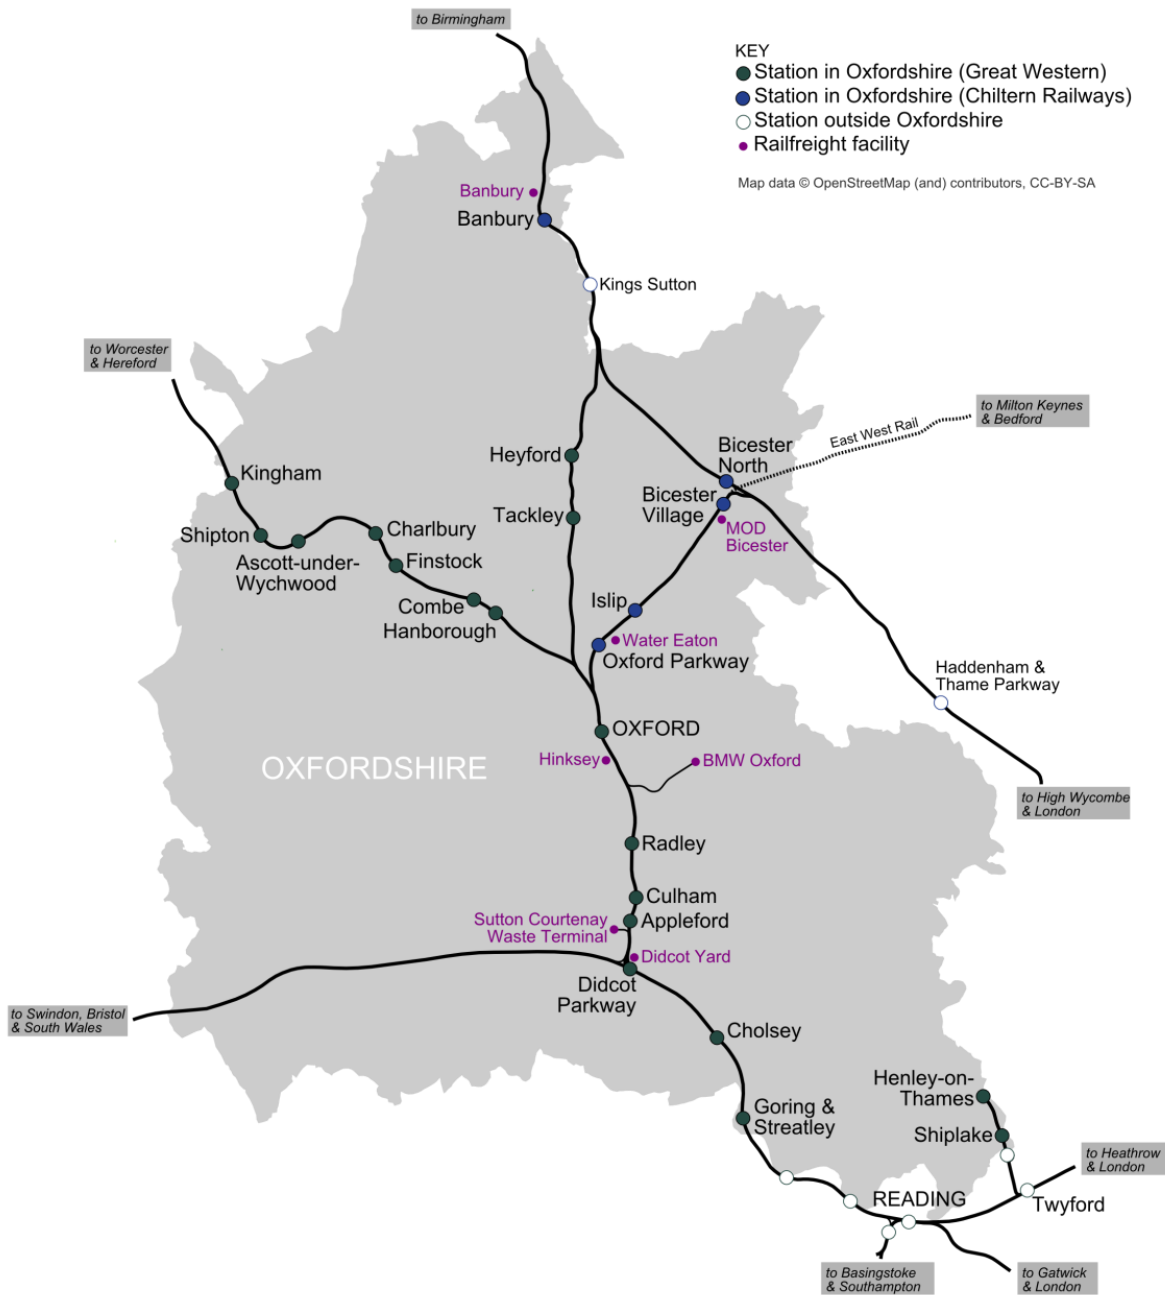 to Birmingham
KEY
Station in Oxfordshire (Great Western)
Station in Oxfordshire (Chiltern Railways)
Station outside Oxfordshire
Railfreight facility
Map data © OpenStreetMap (and) contributors, CC-BY-SA
Banbury
Banbury
Kings Sutton
to Worcester
& Hereford
to Milton Keynes
& Bedford
East West Rail
Bicester
North
Heyford
Kingham
Bicester
Village
Tackley
MOD
Bicester
Shipton
Charlbury
Ascott-under-
Wychwood
Finstock
Combe
Hanborough
Islip
Water Eaton
Oxford Parkway
Haddenham &
Thame Parkway
OXFORD
OXFORDSHIRE
Hinksey
BMW Oxford
to High Wycombe
& London
Radley
Culham
Appleford
Sutton Courtenay
Waste Terminal
Didcot Yard
Didcot
Parkway
to Swindon, Bristol
& South Wales
Cholsey
Henley-on-
Thames
Goring &
Streatley
Shiplake
to Heathrow
& London
READING
Twyford
to Basingstoke
& Southampton
to Gatwick
& London